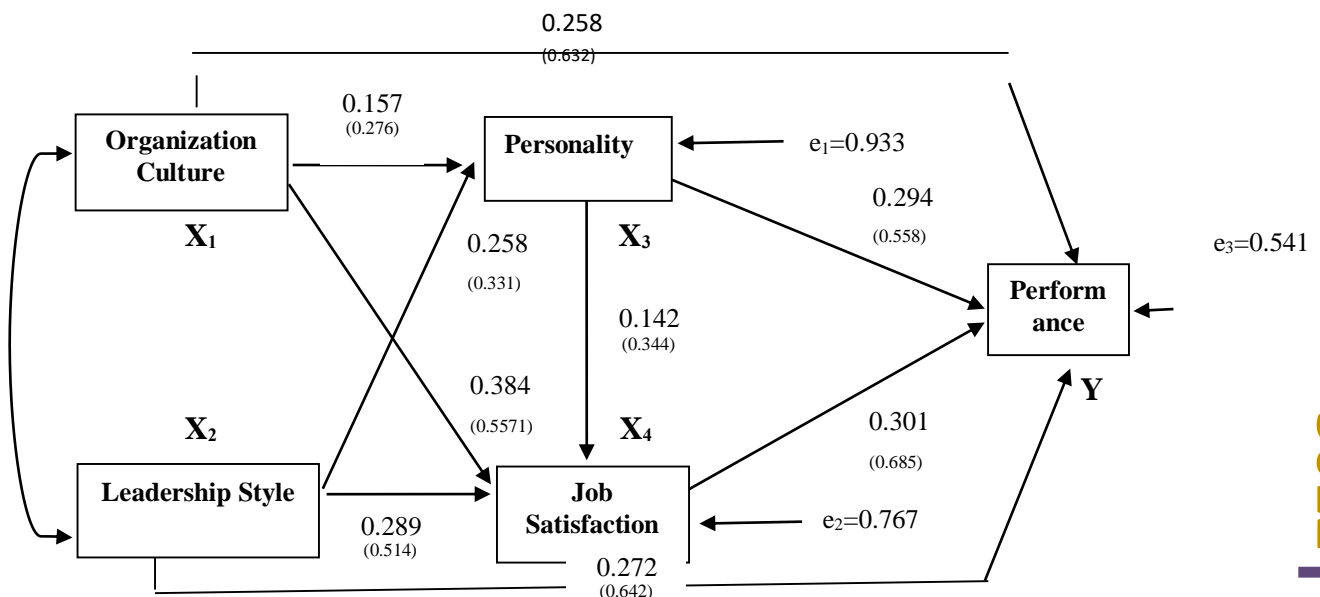 0.258
(0.632)
0.157
(0.276)
Organization
Culture
Personality
e₁=0.933
0.294
(0.558)
X₁
X₃
0.258
(0.331)
e₃=0.541
Perform
ance
0.142
(0.344)
0.384
(0.5571)
Y
X₂
X₄
0.301
(0.685)
Leadership Style
Job
Satisfaction
0.289
(0.514)
e₂=0.767
0.272
(0.642)